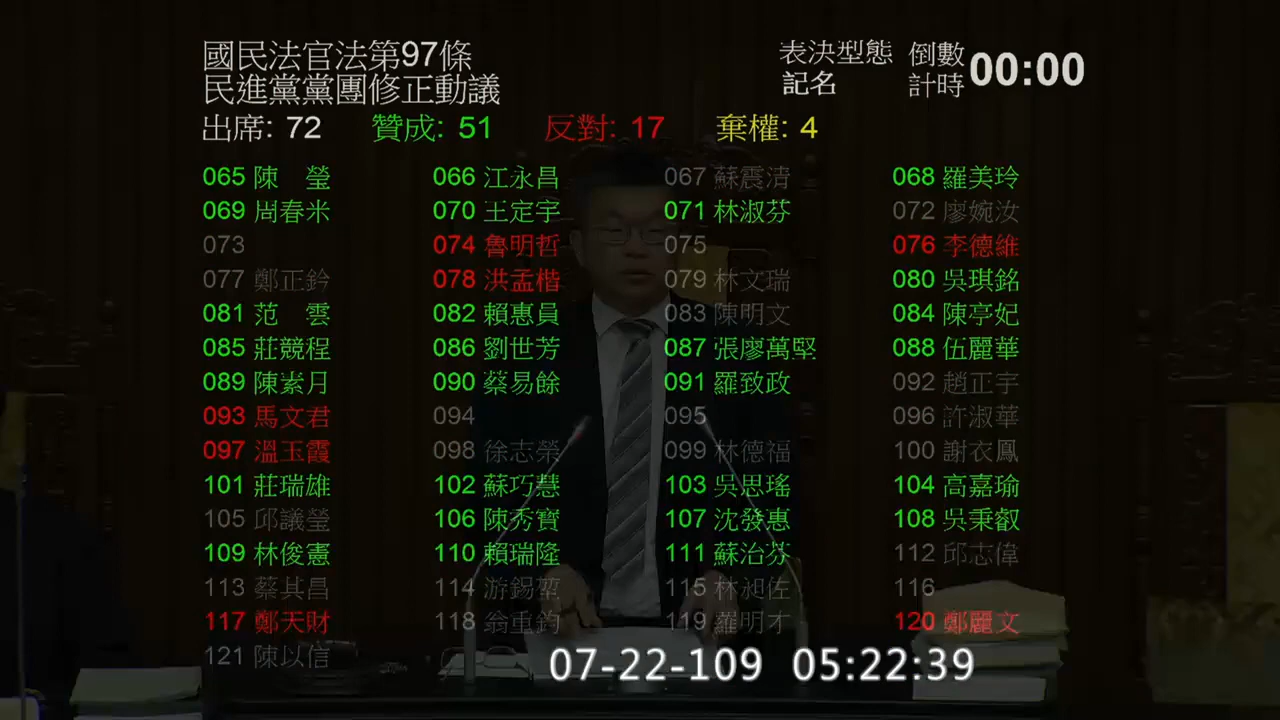 國民法官法第97條
民進黨黨團修正動議
表決型態 記名
倒數計時 00:00
出席: 72 贊成: 51 反對: 17 棄權: 4
065 陳 瑩 066 江永昌 067 蘇震清 068 羅美玲
069 周春米 070 王定宇 071 林淑芬 072 廖婉汝
073 074 魯明哲 075 076 李德維
077 鄭正鈐 078 洪孟楷 079 林文瑞 080 吳琪銘
081 范 雲 082 賴惠員 083 陳明文 084 陳亭妃
085 莊競程 086 劉世芳 087 張廖萬堅 088 伍麗華
089 陳素月 090 蔡易餘 091 羅致政 092 趙正宇
093 馬文君 094 095 096 許淑華
097 溫玉霞 098 徐志榮 099 林德福 100 謝衣鳳
101 莊瑞雄 102 蘇巧慧 103 吳思瑤 104 高嘉瑜
105 邱議瑩 106 陳秀寶 107 沈發惠 108 吳秉叡
109 林俊憲 110 賴瑞隆 111 蘇治芬 112 邱志偉
113 蔡其昌 114 游錫堃 115 林昶佐 116
117 鄭天財 118 翁重鈞 119 羅明才 120 鄭麗文
121 陳以信
07-22-109 05:22:39